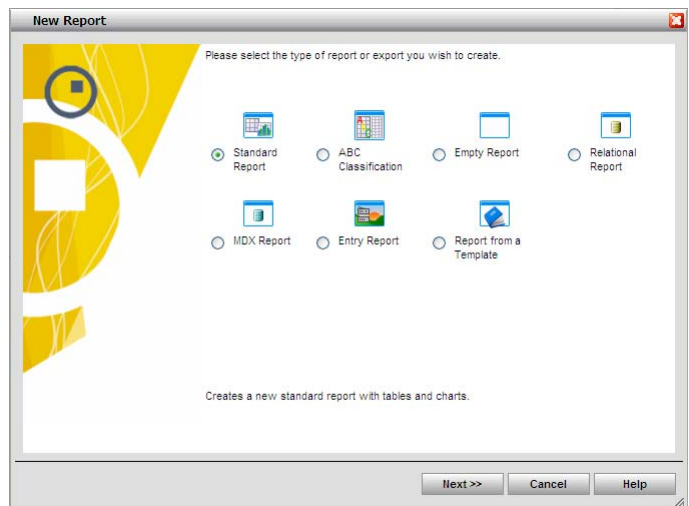 New Report
Please select the type of report or export you wish to create.
Standard
Report
ABC
Classification
Empty Report
Relational
Report
MDX Report
Entry Report
Report from a
Template
Creates a new standard report with tables and charts.
Next >>
Cancel
Help